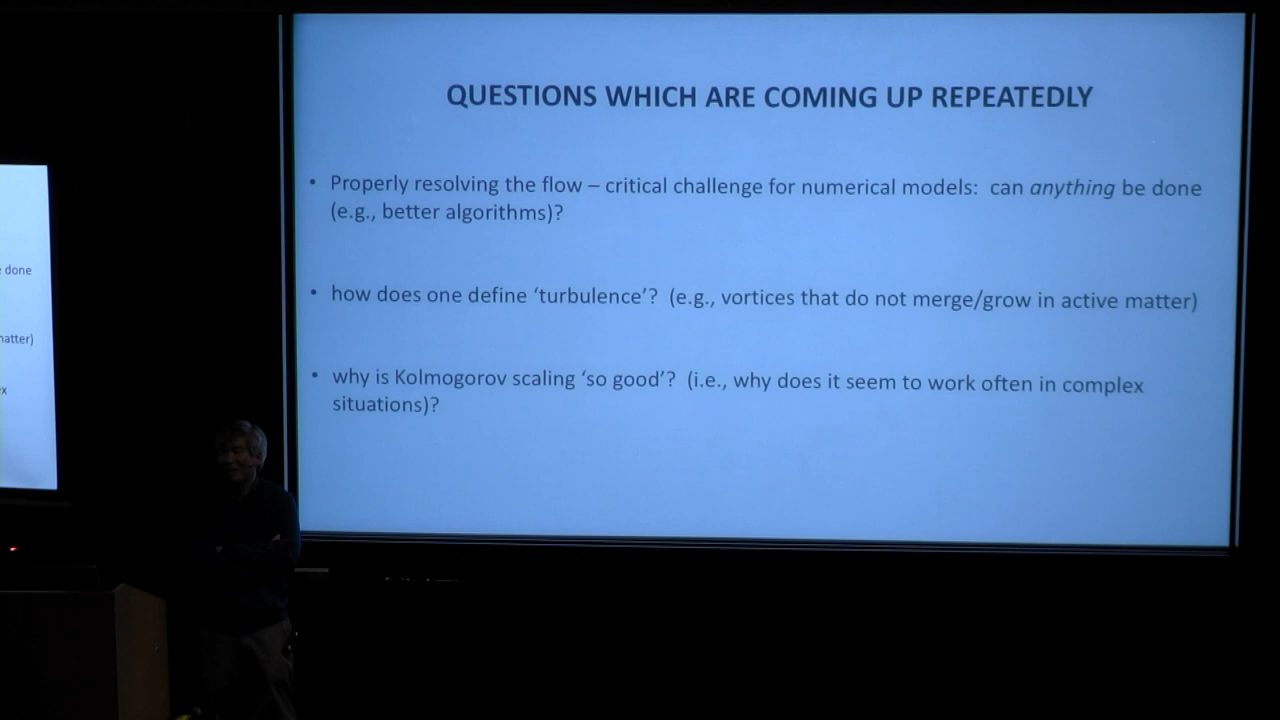 QUESTIONS WHICH ARE COMING UP REPEATEDLY
• Properly resolving the flow – critical challenge for numerical models:  can anything be done
(e.g., better algorithms)?
• how does one define ‘turbulence’?  (e.g., vortices that do not merge/grow in active matter)
• why is Kolmogorov scaling ‘so good’?  (i.e., why does it seem to work often in complex
situations)?
done
matter)
x